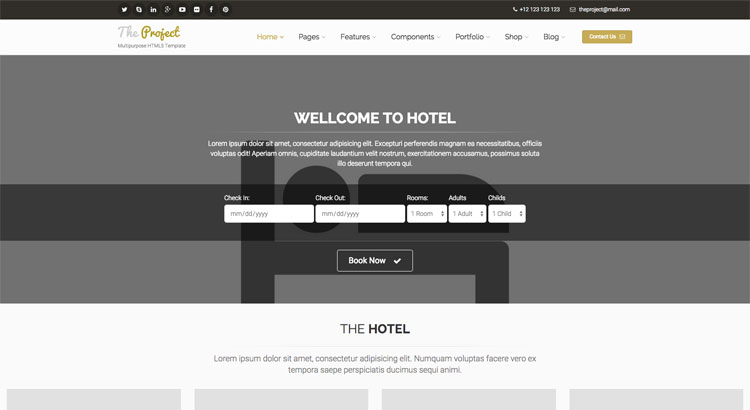 +12 123 123 123
theproject@mail.com
The Project
Multipurpose HTML5 Template
Home
Pages
Features
Components
Portfolio
Shop
Blog
Contact Us
WELLCOME TO HOTEL
Lorem ipsum dolor sit amet, consectetur adipisicing elit. Excepturi perferendis magnam ea necessitatibus, officiis
voluptas odit! Aperiam omnis, cupiditate laudantium velit nostrum, exercitationem accusamus, possimus soluta
illo deserunt tempora qui.
Check In:
Check Out:
Rooms:
Adults
Childs
mm/dd/yyyy
mm/dd/yyyy
1 Room
1 Adult
1 Child
Book Now
THE HOTEL
Lorem ipsum dolor sit amet, consectetur adipisicing elit. Numquam voluptas facere vero ex
tempora saepe perspiciatis ducimus sequi animi.